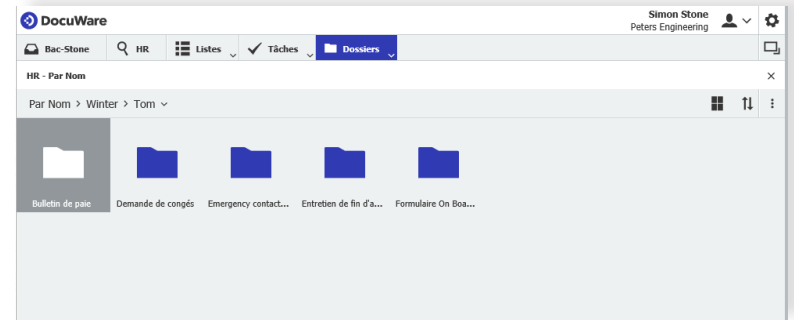 DocuWare
Simon Stone
Peters Engineering
Bac-Stone HR Listes Tâches Dossiers
HR - Par Nom
Par Nom > Winter > Tom
Bulletin de paie Demande de congés Emergency contact... Entretien de fin d'a... Formulaire On Boa...